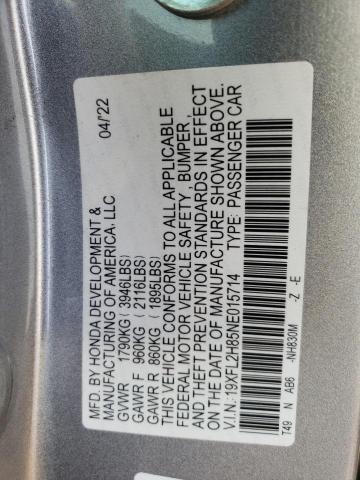 MFD. BY HONDA DEVELOPMENT &
MANUFACTURING OF AMERICA, LLC 04/'22
GVWR 1790KG (3946LBS)
GAWR F 960KG (2116LBS)
GAWR R 860KG (1895LBS)
THIS VEHICLE CONFORMS TO ALL APPLICABLE
FEDERAL MOTOR VEHICLE SAFETY, BUMPER,
AND THEFT PREVENTION STANDARDS IN EFFECT
ON THE DATE OF MANUFACTURE SHOWN ABOVE.
V.I.N.: 19XFL2H85NE015714 TYPE: PASSENGER CAR
T49 N AB6 -NH830M -Z -E